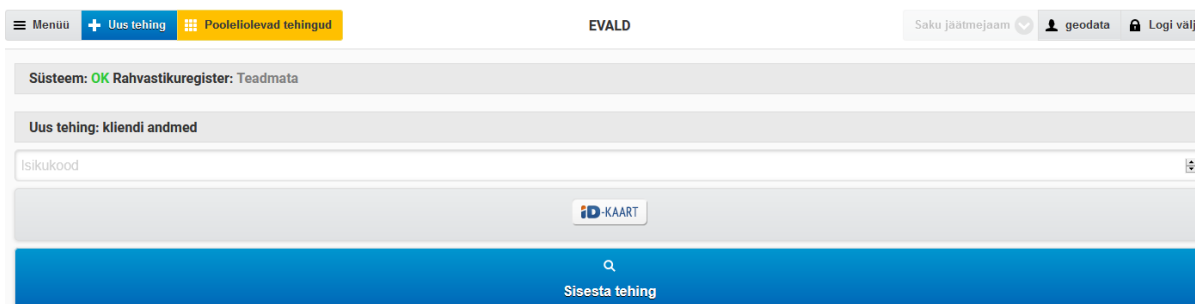 Menüü Uus tehing Pooleliolevad tehingud EVALD Saku jäätmejaam geodata Logi välj
Süsteem: OK Rahvastikuregister: Teadmata
Uus tehing: kliendi andmed
Isikukood
iD-KAART
Sisesta tehing